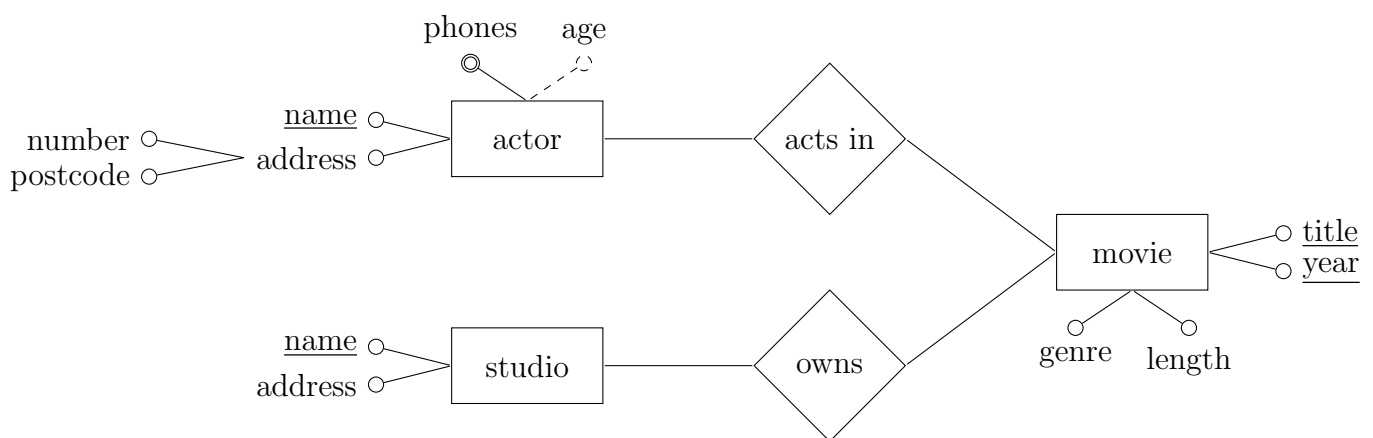 phones
age
name
number
address
postcode
actor
acts in
movie
title
year
genre
length
name
address
studio
owns